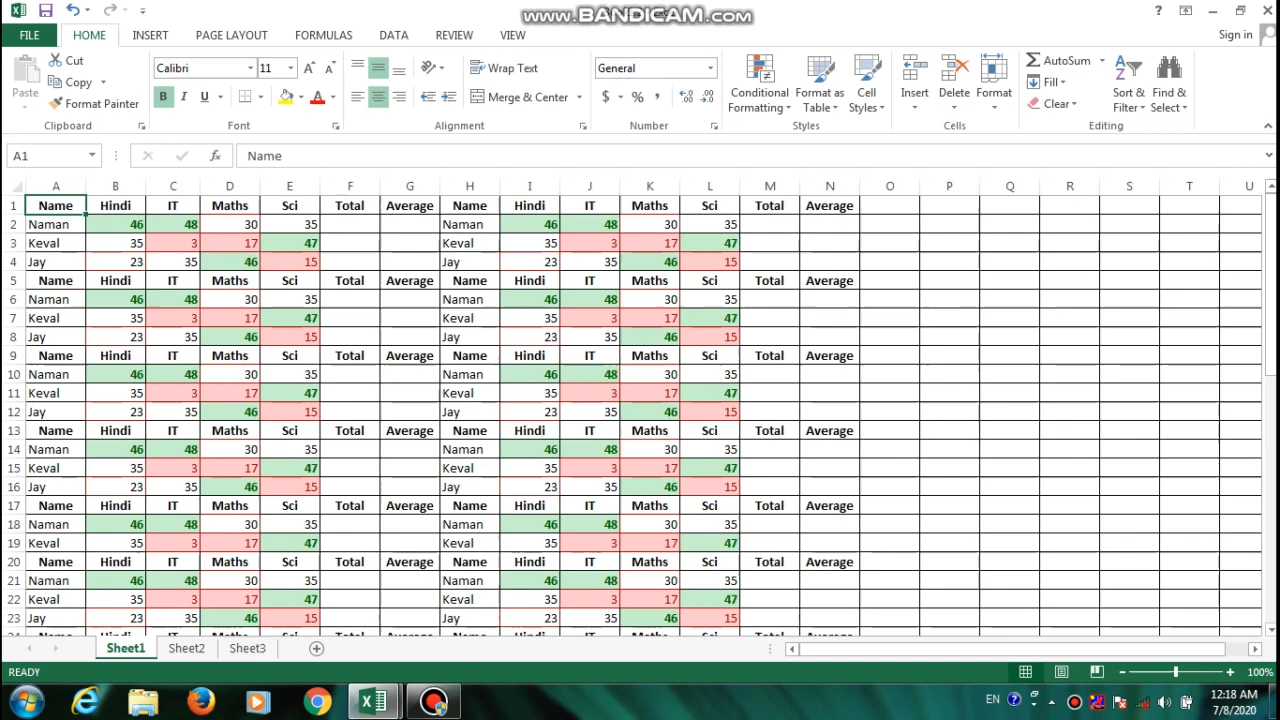 www.BANDICAM.com
FILE HOME INSERT PAGE LAYOUT FORMULAS DATA REVIEW VIEW Sign in
Paste Cut Copy Format Painter Clipboard
Calibri 11 B I U A A A Font
Wrap Text Merge & Center Alignment
General $ % , Number
Conditional Formatting Format as Table Cell Styles Styles
Insert Delete Format Cells
AutoSum Fill Clear Sort & Filter Find & Select Editing
A1 fx Name
A B C D E F G H I J K L M N O P Q R S T U
1 Name Hindi IT Maths Sci Total Average Name Hindi IT Maths Sci Total Average
2 Naman 46 48 30 35 Naman 46 48 30 35
3 Keval 35 3 17 47 Keval 35 3 17 47
4 Jay 23 35 46 15 Jay 23 35 46 15
5 Name Hindi IT Maths Sci Total Average Name Hindi IT Maths Sci Total Average
6 Naman 46 48 30 35 Naman 46 48 30 35
7 Keval 35 3 17 47 Keval 35 3 17 47
8 Jay 23 35 46 15 Jay 23 35 46 15
9 Name Hindi IT Maths Sci Total Average Name Hindi IT Maths Sci Total Average
10 Naman 46 48 30 35 Naman 46 48 30 35
11 Keval 35 3 17 47 Keval 35 3 17 47
12 Jay 23 35 46 15 Jay 23 35 46 15
13 Name Hindi IT Maths Sci Total Average Name Hindi IT Maths Sci Total Average
14 Naman 46 48 30 35 Naman 46 48 30 35
15 Keval 35 3 17 47 Keval 35 3 17 47
16 Jay 23 35 46 15 Jay 23 35 46 15
17 Name Hindi IT Maths Sci Total Average Name Hindi IT Maths Sci Total Average
18 Naman 46 48 30 35 Naman 46 48 30 35
19 Keval 35 3 17 47 Keval 35 3 17 47
20 Name Hindi IT Maths Sci Total Average Name Hindi IT Maths Sci Total Average
21 Naman 46 48 30 35 Naman 46 48 30 35
22 Keval 35 3 17 47 Keval 35 3 17 47
23 Jay 23 35 46 15 Jay 23 35 46 15
24 Name Hindi IT Maths Sci Total Average Name Hindi IT Maths Sci Total Average
Sheet1 Sheet2 Sheet3
READY 100%
EN 12:18 AM
7/8/2020